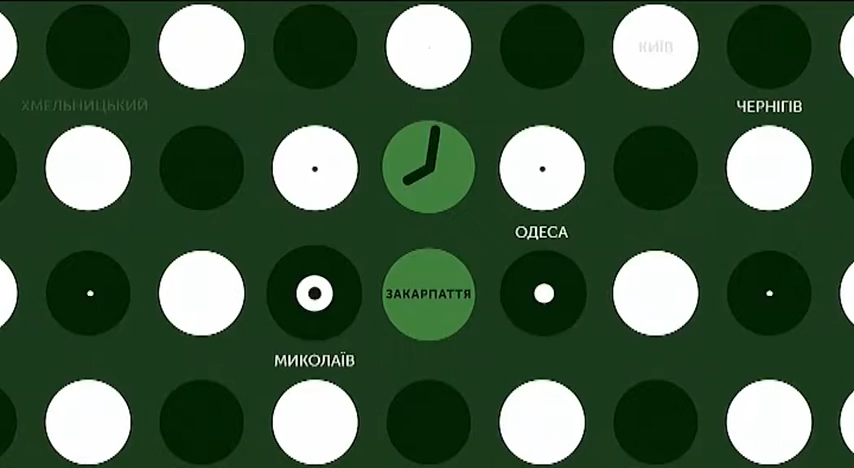 КИЇВ
ХМЕЛЬНИЦЬКИЙ
ЧЕРНІГІВ
ОДЕСА
ЗАКАРПАТТЯ
МИКОЛАЇВ